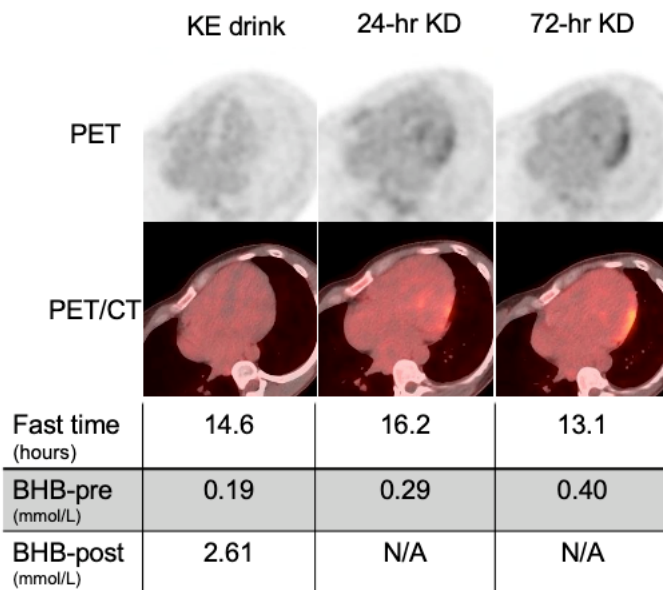 KE drink 24-hr KD 72-hr KD
PET
PET/CT
Fast time 14.6 16.2 13.1
(hours)
BHB-pre 0.19 0.29 0.40
(mmol/L)
BHB-post 2.61 N/A N/A
(mmol/L)